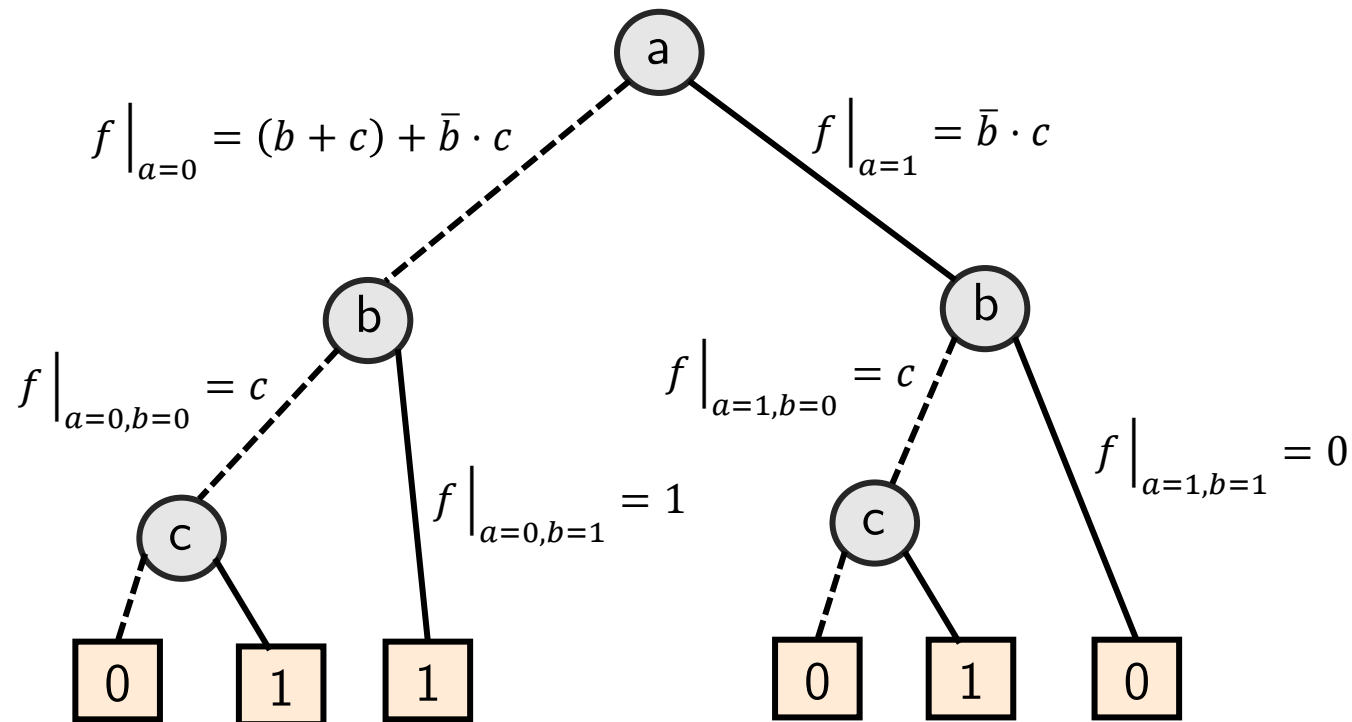 a
f|a=0 = (b + c) + b̄ · c
f|a=1 = b̄ · c
b
b
f|a=0,b=0 = c
f|a=1,b=0 = c
f|a=0,b=1 = 1
f|a=1,b=1 = 0
c
c
0
1
1
0
1
0